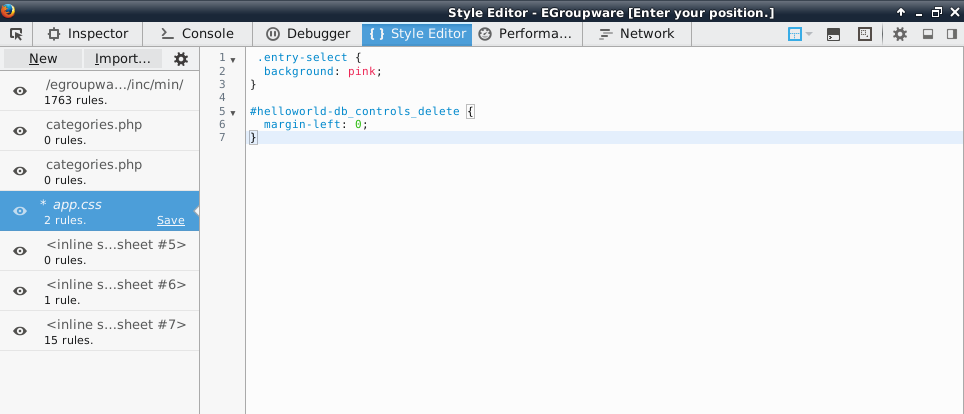 Style Editor - EGroupware [Enter your position.]
Inspector
Console
Debugger
{ } Style Editor
Performa...
Network
New
Import...
/egroupwa.../inc/min/
1763 rules.
categories.php
0 rules.
categories.php
0 rules.
* app.css
2 rules. Save
<inline s...sheet #5>
0 rules.
<inline s...sheet #6>
1 rule.
<inline s...sheet #7>
15 rules.
1 .entry-select {
2 background: pink;
3 }
4
5 #helloworld-db_controls_delete {
6 margin-left: 0;
7 }